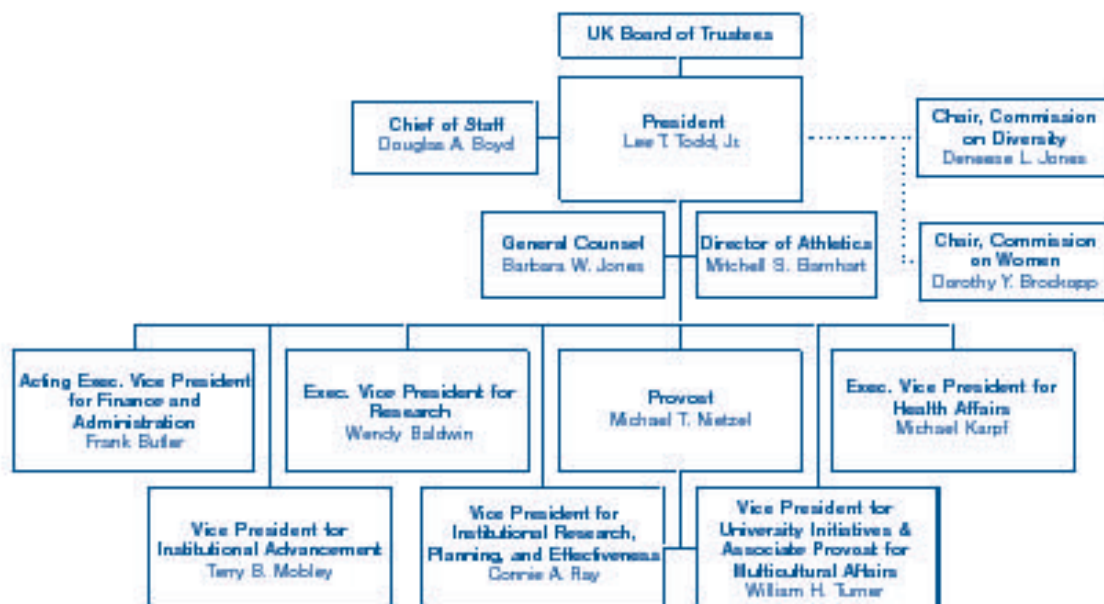 UK Board of Trustees
Chief of Staff
Douglas A. Boyd
President
Lee T. Todd, Jr.
Chair, Commission
on Diversity
Deneese L. Jones
General Counsel
Barbara W. Jones
Director of Athletics
Mitchell S. Barnhart
Chair, Commission
on Women
Dorothy Y. Brockopp
Acting Exec. Vice President
for Finance and
Administration
Frank Butler
Exec. Vice President for
Research
Wendy Baldwin
Provost
Michael T. Nietzel
Exec. Vice President for
Health Affairs
Michael Karpf
Vice President for
Institutional Advancement
Terry B. Mobley
Vice President for
Institutional Research,
Planning, and Effectiveness
Connie A. Ray
Vice President for
University Initiatives &
Associate Provost for
Multicultural Affairs
William H. Turner